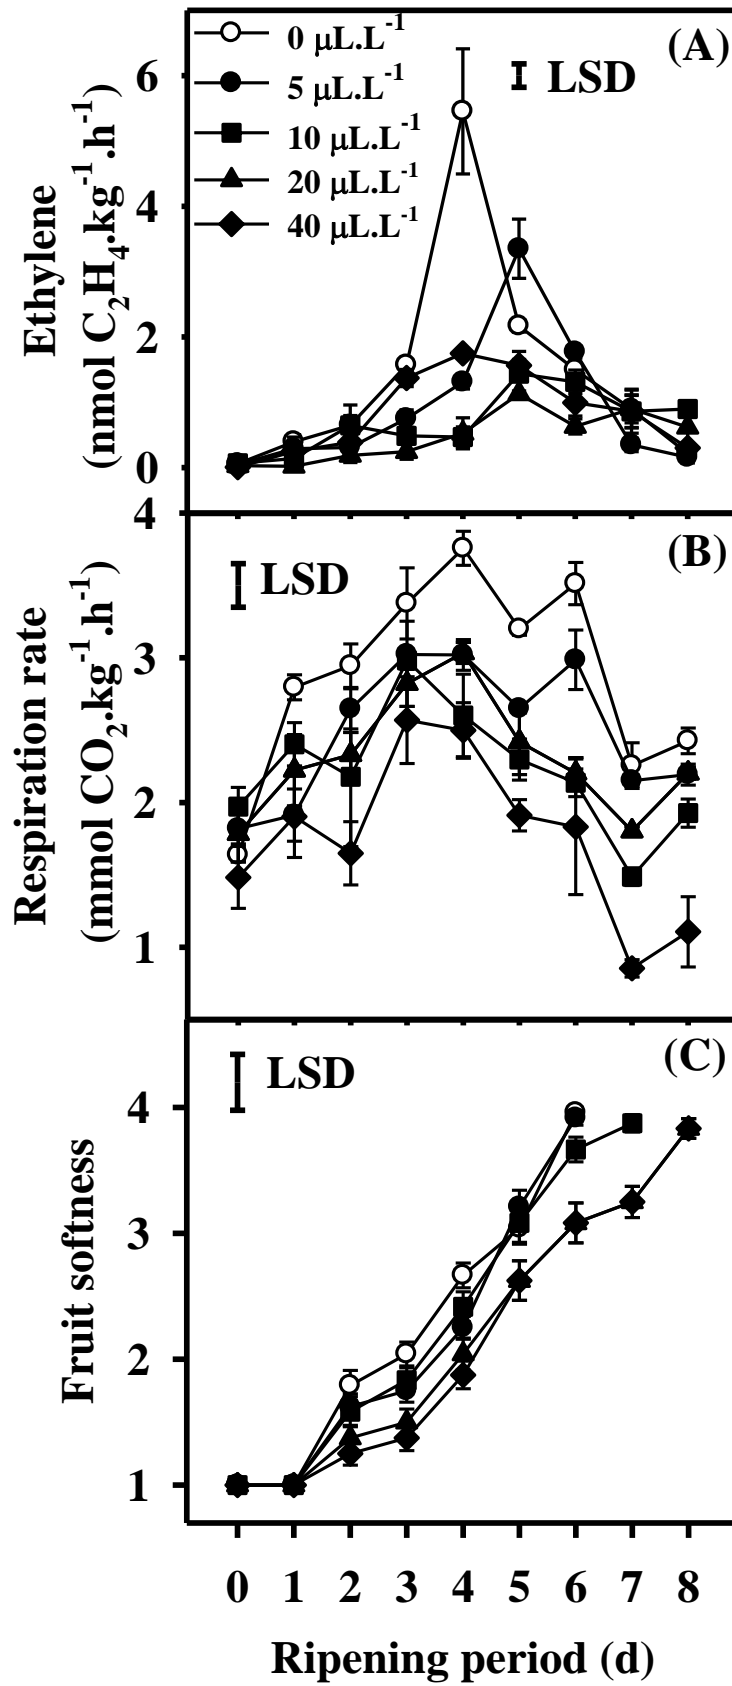 (A)
0 μL.L⁻¹
5 μL.L⁻¹
10 μL.L⁻¹
20 μL.L⁻¹
40 μL.L⁻¹
LSD
Ethylene
(nmol C₂H₄.kg⁻¹.h⁻¹)
6
4
2
0
(B)
LSD
Respiration rate
(mmol CO₂.kg⁻¹.h⁻¹)
4
3
2
1
(C)
LSD
Fruit softness
4
3
2
1
0 1 2 3 4 5 6 7 8
Ripening period (d)